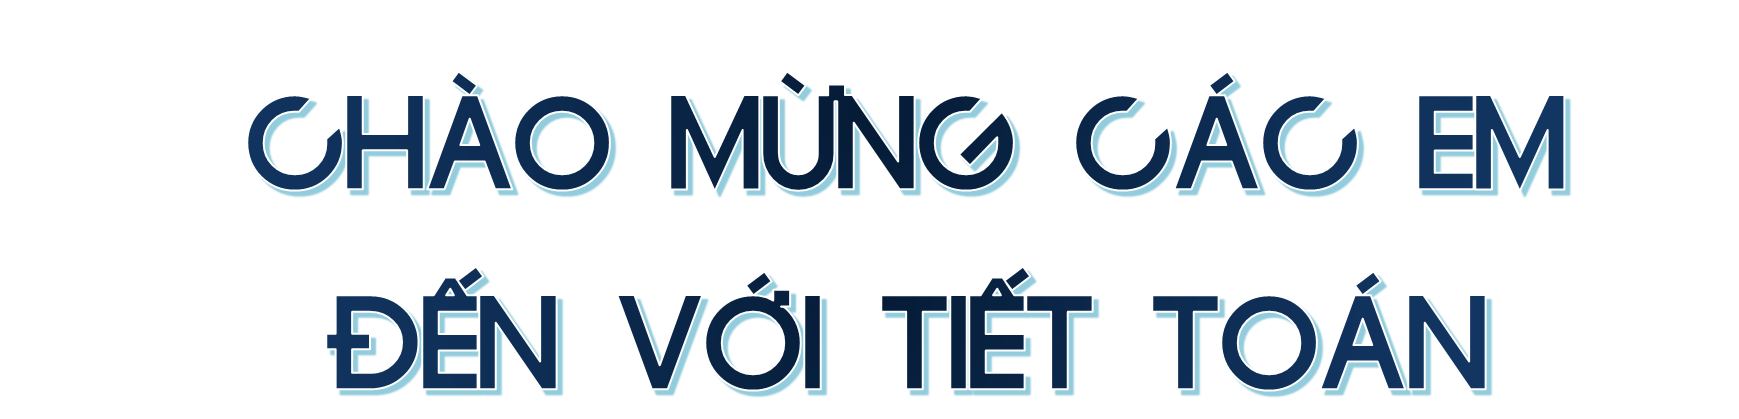 CHÀO MỪNG CÁC EM
ĐẾN VỚI TIẾT TOÁN